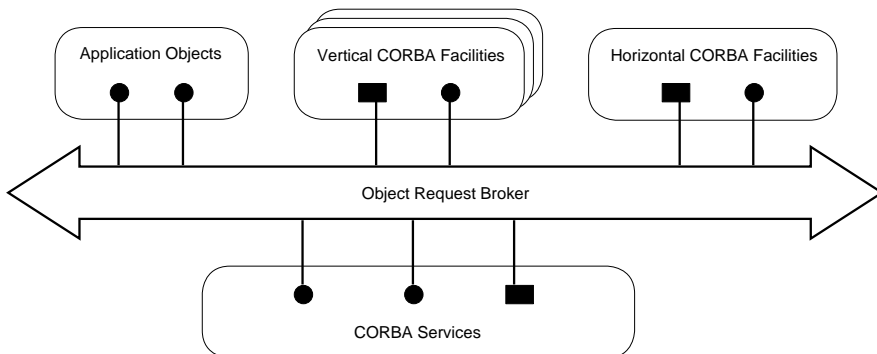 Application Objects
Vertical CORBA Facilities
Horizontal CORBA Facilities
Object Request Broker
CORBA Services